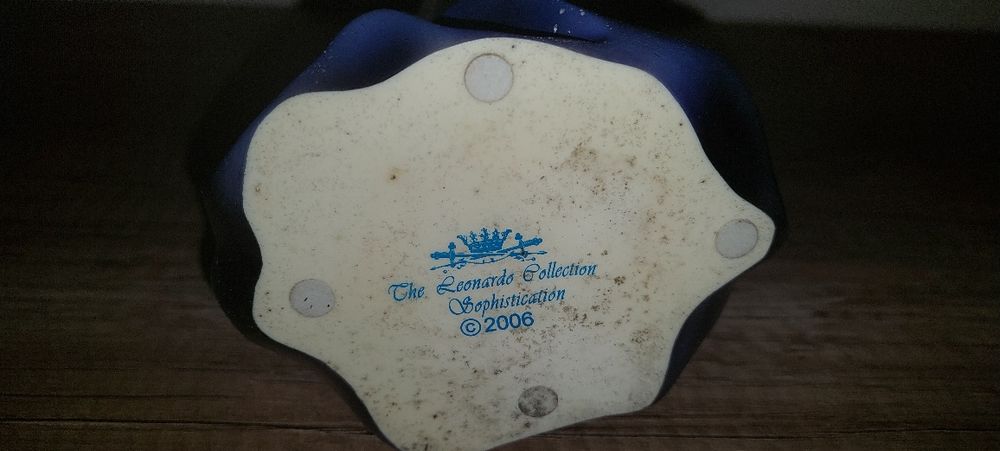 The Leonardo Collection
Sophistication
© 2006